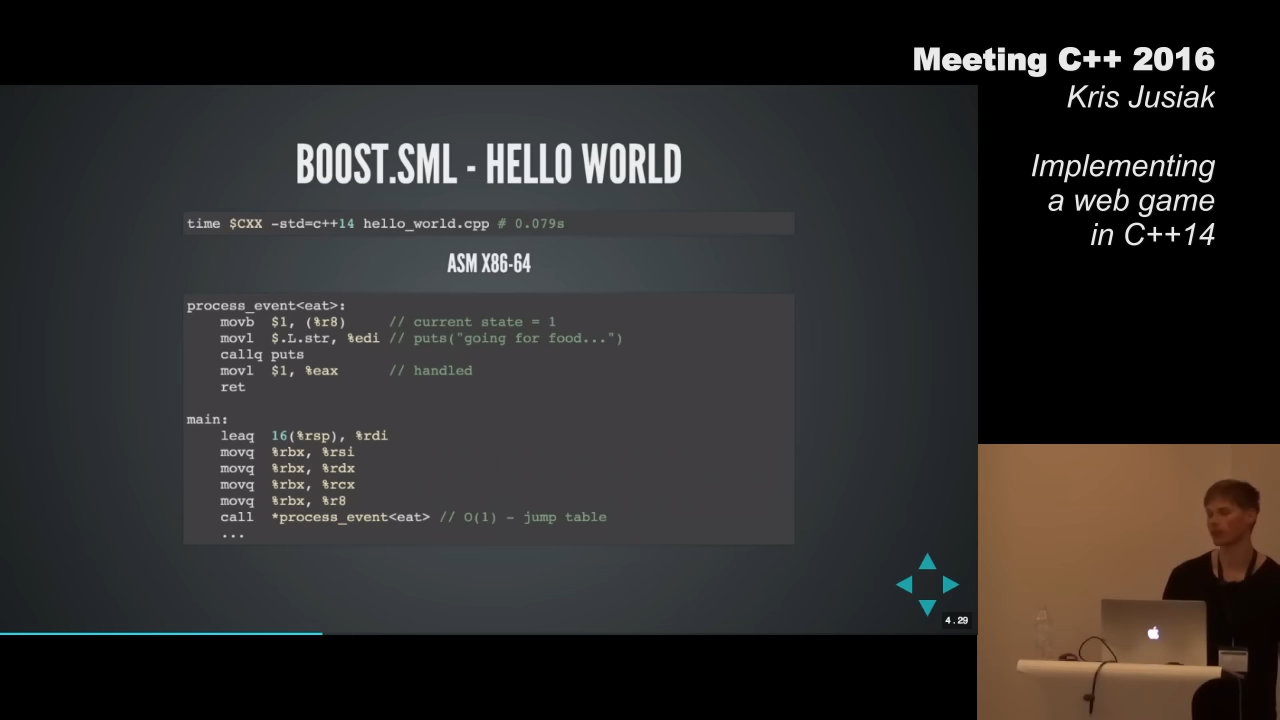 Meeting C++ 2016
Kris Jusiak
Implementing
a web game
in C++14
BOOST.SML - HELLO WORLD
time $CXX -std=c++14 hello_world.cpp # 0.079s
ASM X86-64
process_event<eat>:
movb $1, (%r8) // current state = 1
movl $.L.str, %edi // puts("going for food...")
callq puts
movl $1, %eax // handled
ret
main:
leaq 16(%rsp), %rdi
movq %rbx, %rsi
movq %rbx, %rdx
movq %rbx, %rcx
movq %rbx, %r8
call *process_event<eat> // O(1) - jump table
...
4.29